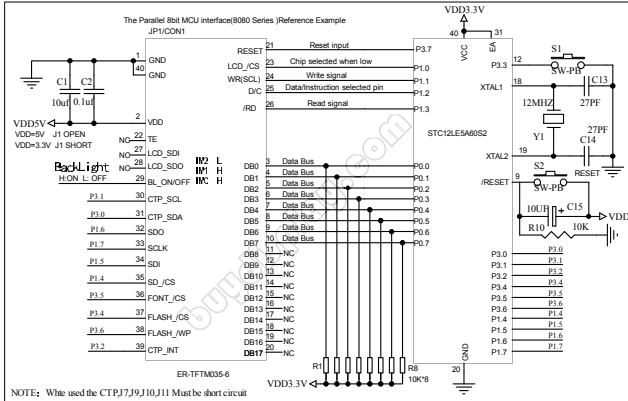 The Parallel 8bit MCU interface(8080 Series )Reference Example
JP1/CON1
VDD3.3V
40
31
VCC
EA
1
GND
40
GND
C1
C2
10uf
0.1uf
VDD5V
2
VDD
VDD=5V J1 OPEN
VDD=3.3V J1 SHORT
NC
22
TE
NC
27
LCD_SDI
NC
28
LCD_SDO
BackLight
H:ON L: OFF
29
BL_ON/OFF
IM2 L
IM1 H
IM0 H
P3.1
30
CTP_SCL
P3.0
31
CTP_SDA
P1.6
32
SDO
P1.7
33
SCLK
P1.5
34
SDI
P1.4
35
SD_/CS
P3.5
36
FONT_/CS
P3.4
37
FLASH_/CS
P3.6
38
FLASH_/WP
P3.2
39
CTP_INT
ER-TFTM035-6
RESET
21
Reset input
P3.7
LCD_/CS
23
Chip selected when low
P1.0
WR(SCL)
24
Write signal
P1.1
D/C
25
Data/Instruction selected pin
P1.2
/RD
26
Read signal
P1.3
DB0
3
Data Bus
P0.0
DB1
4
Data Bus
P0.1
DB2
5
Data Bus
P0.2
DB3
6
Data Bus
P0.3
DB4
7
Data Bus
P0.4
DB5
8
Data Bus
P0.5
DB6
9
Data Bus
P0.6
DB7
10
Data Bus
P0.7
DB8
11
NC
DB9
12
NC
DB10
13
NC
DB11
14
NC
DB12
15
NC
DB13
16
NC
DB14
17
NC
DB15
18
NC
DB16
19
NC
DB17
20
NC
R1
R8
10K*8
VDD3.3V
STC12LE5A60S2
P3.3
12
S1
SW-PB
XTAL1
18
C13
27PF
12MHZ
Y1
27PF
C14
XTAL2
19
RESET
S2
/RESET
9
SW-PB
10UF
+
C15
VDD
R10
10K
P3.0
P3.0
P3.1
P3.1
P3.2
P3.2
P3.4
P3.4
P3.5
P3.5
P3.6
P3.6
P1.4
P1.4
P1.5
P1.5
P1.6
P1.6
P1.7
P1.7
GND
20
NOTE: Whte used the CTP,J7,J9,J10,J11 Must be short circuit